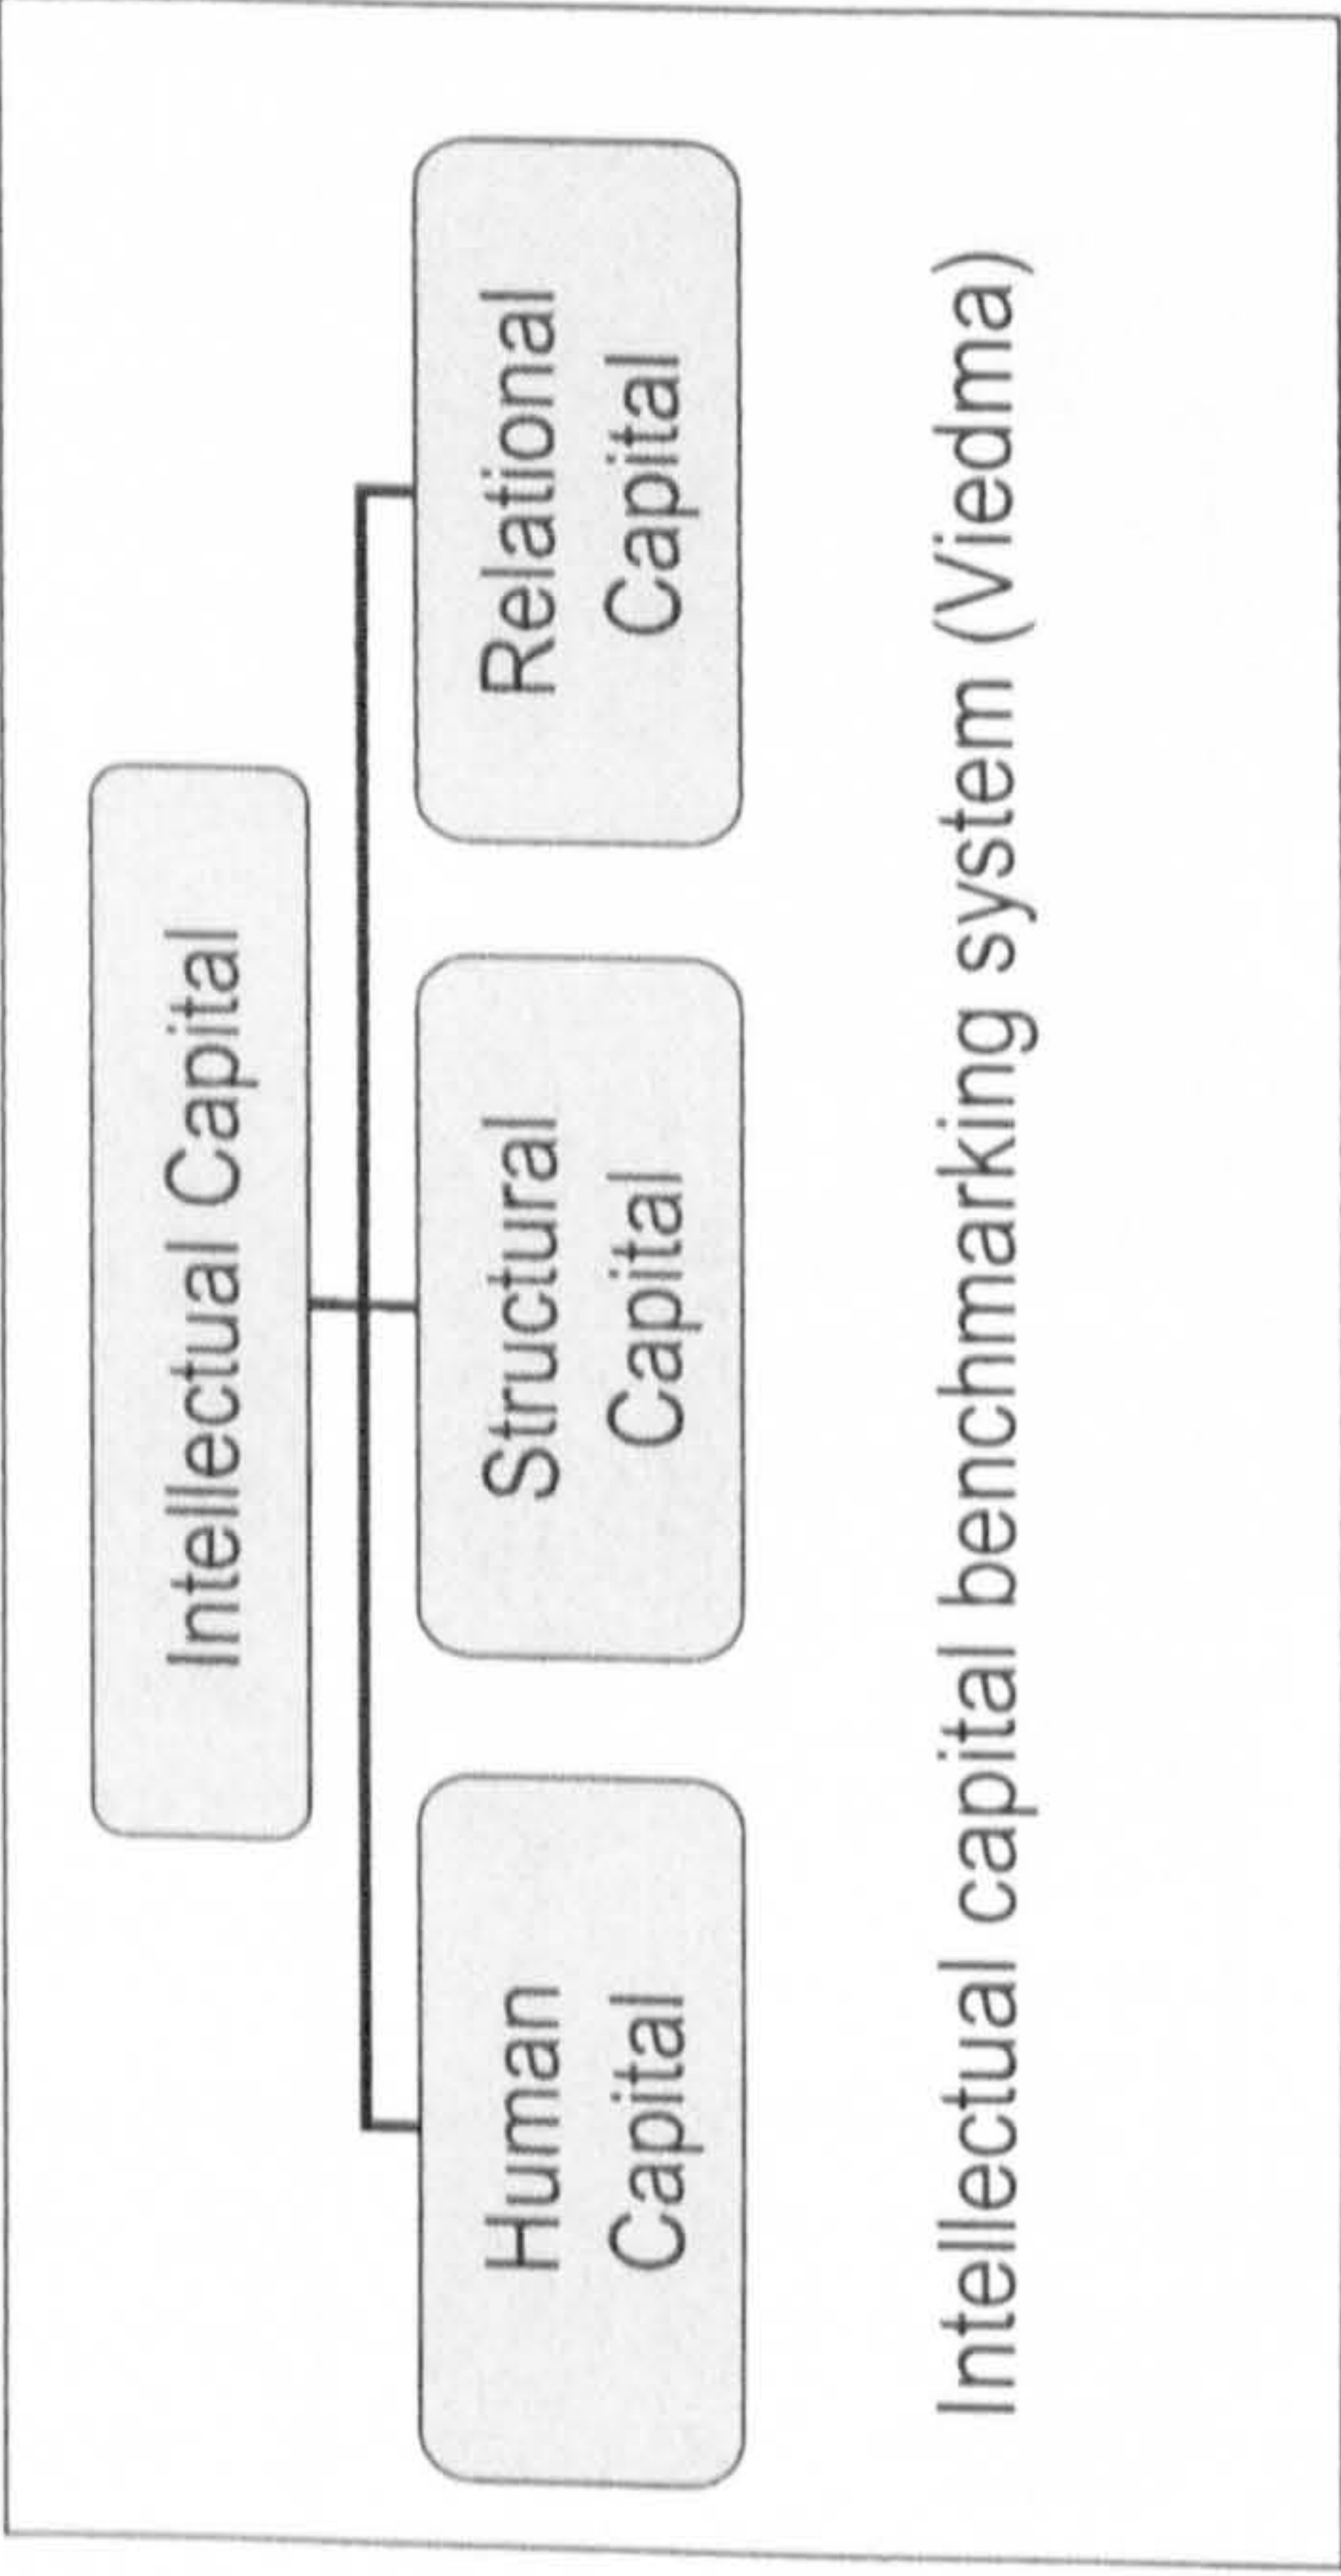 Intellectual Capital
Human
Capital
Structural
Capital
Relational
Capital
Intellectual capital benchmarking system (Viedma)